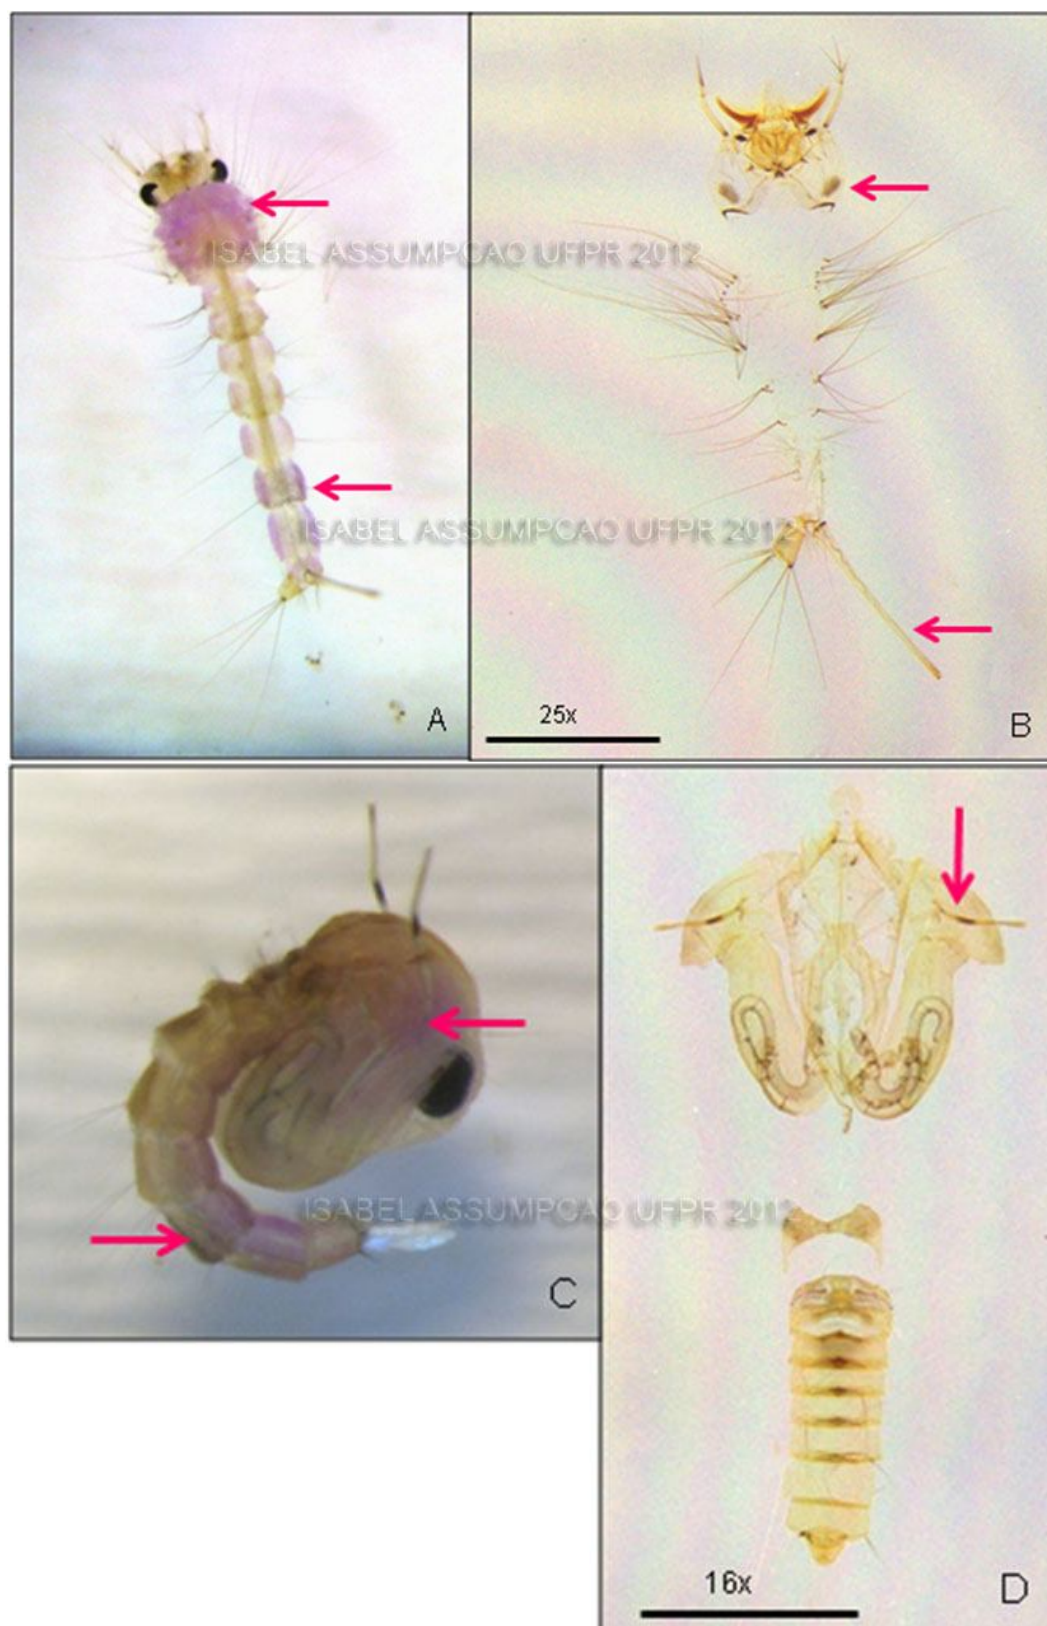 ISABEL ASSUMPCAO UFPR 2012
ISABEL ASSUMPCAO UFPR 2012
A
25x
B
ISABEL ASSUMPCAO UFPR 2012
C
16x
D